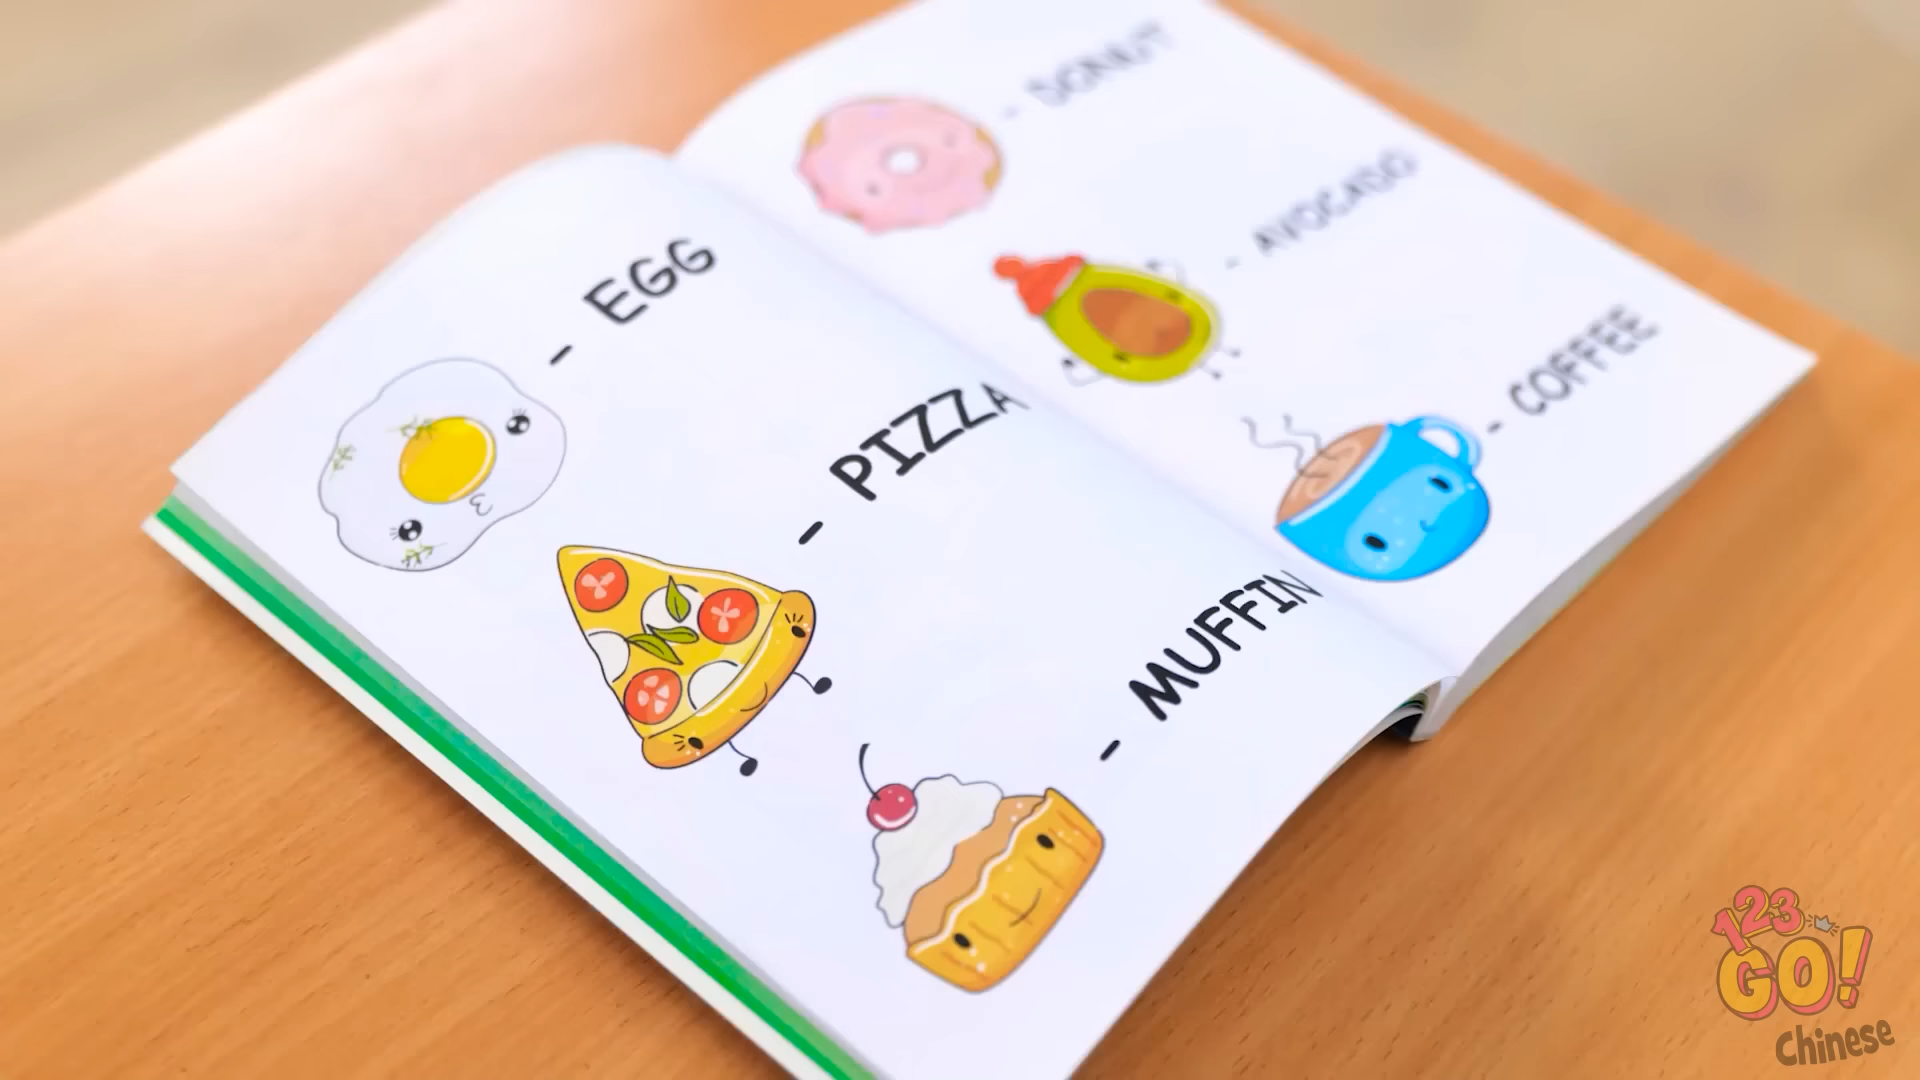 - EGG
- PIZZA
- MUFFIN
- DONUT
- AVOCADO
- COFFEE
123
GO!
Chinese